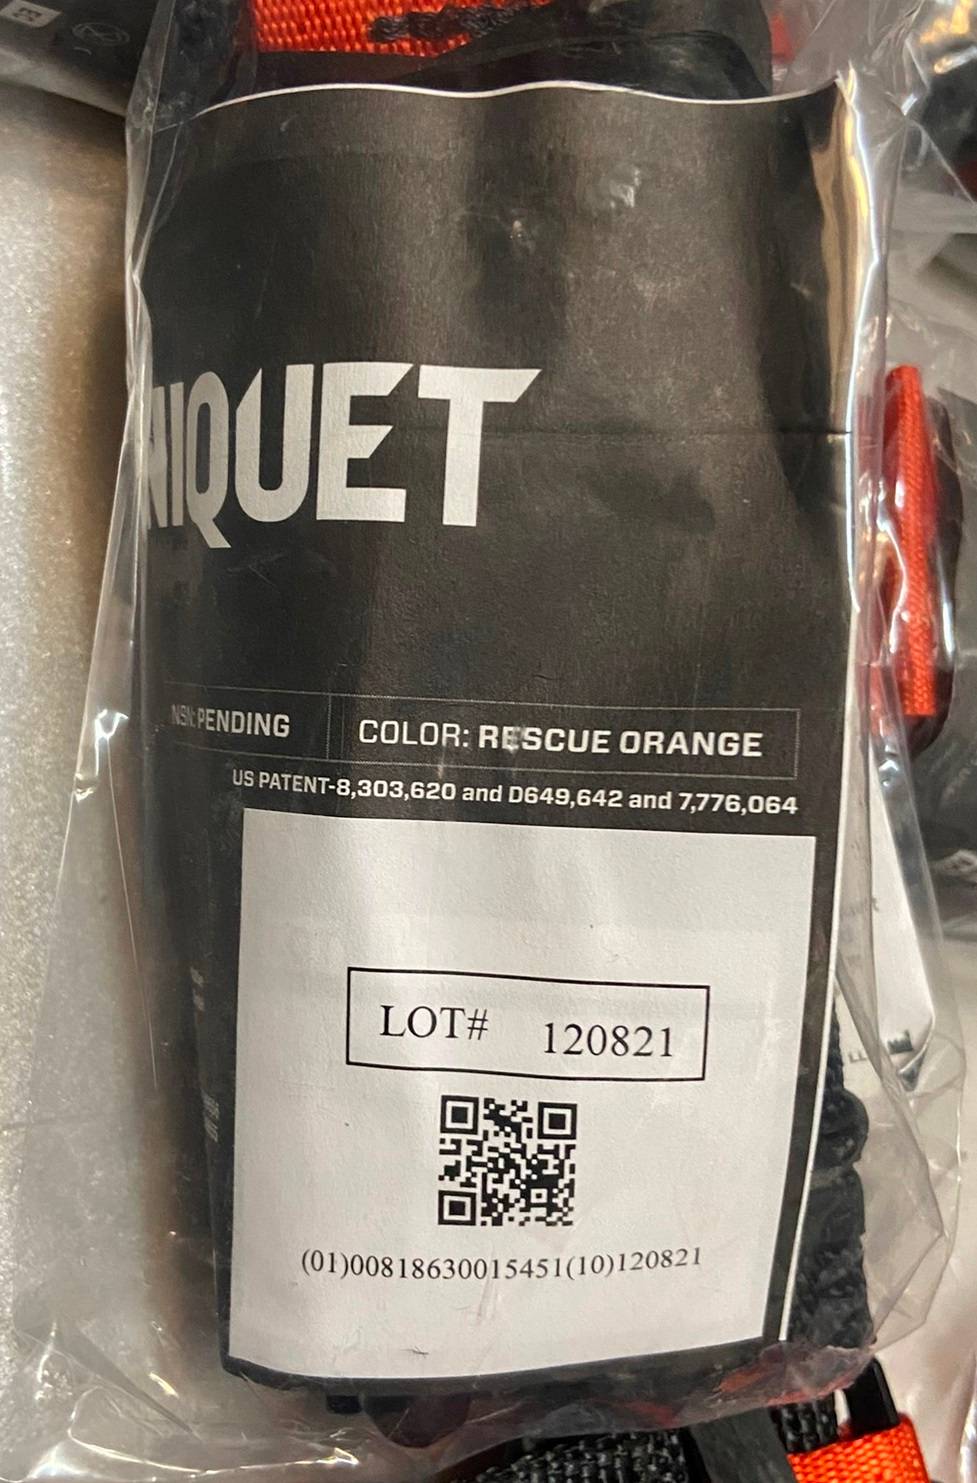 NIQUET
NSN: PENDING
COLOR: RESCUE ORANGE
US PATENT-8,303,620 and D649,642 and 7,776,064
LOT# 120821
(01)00818630015451(10)120821